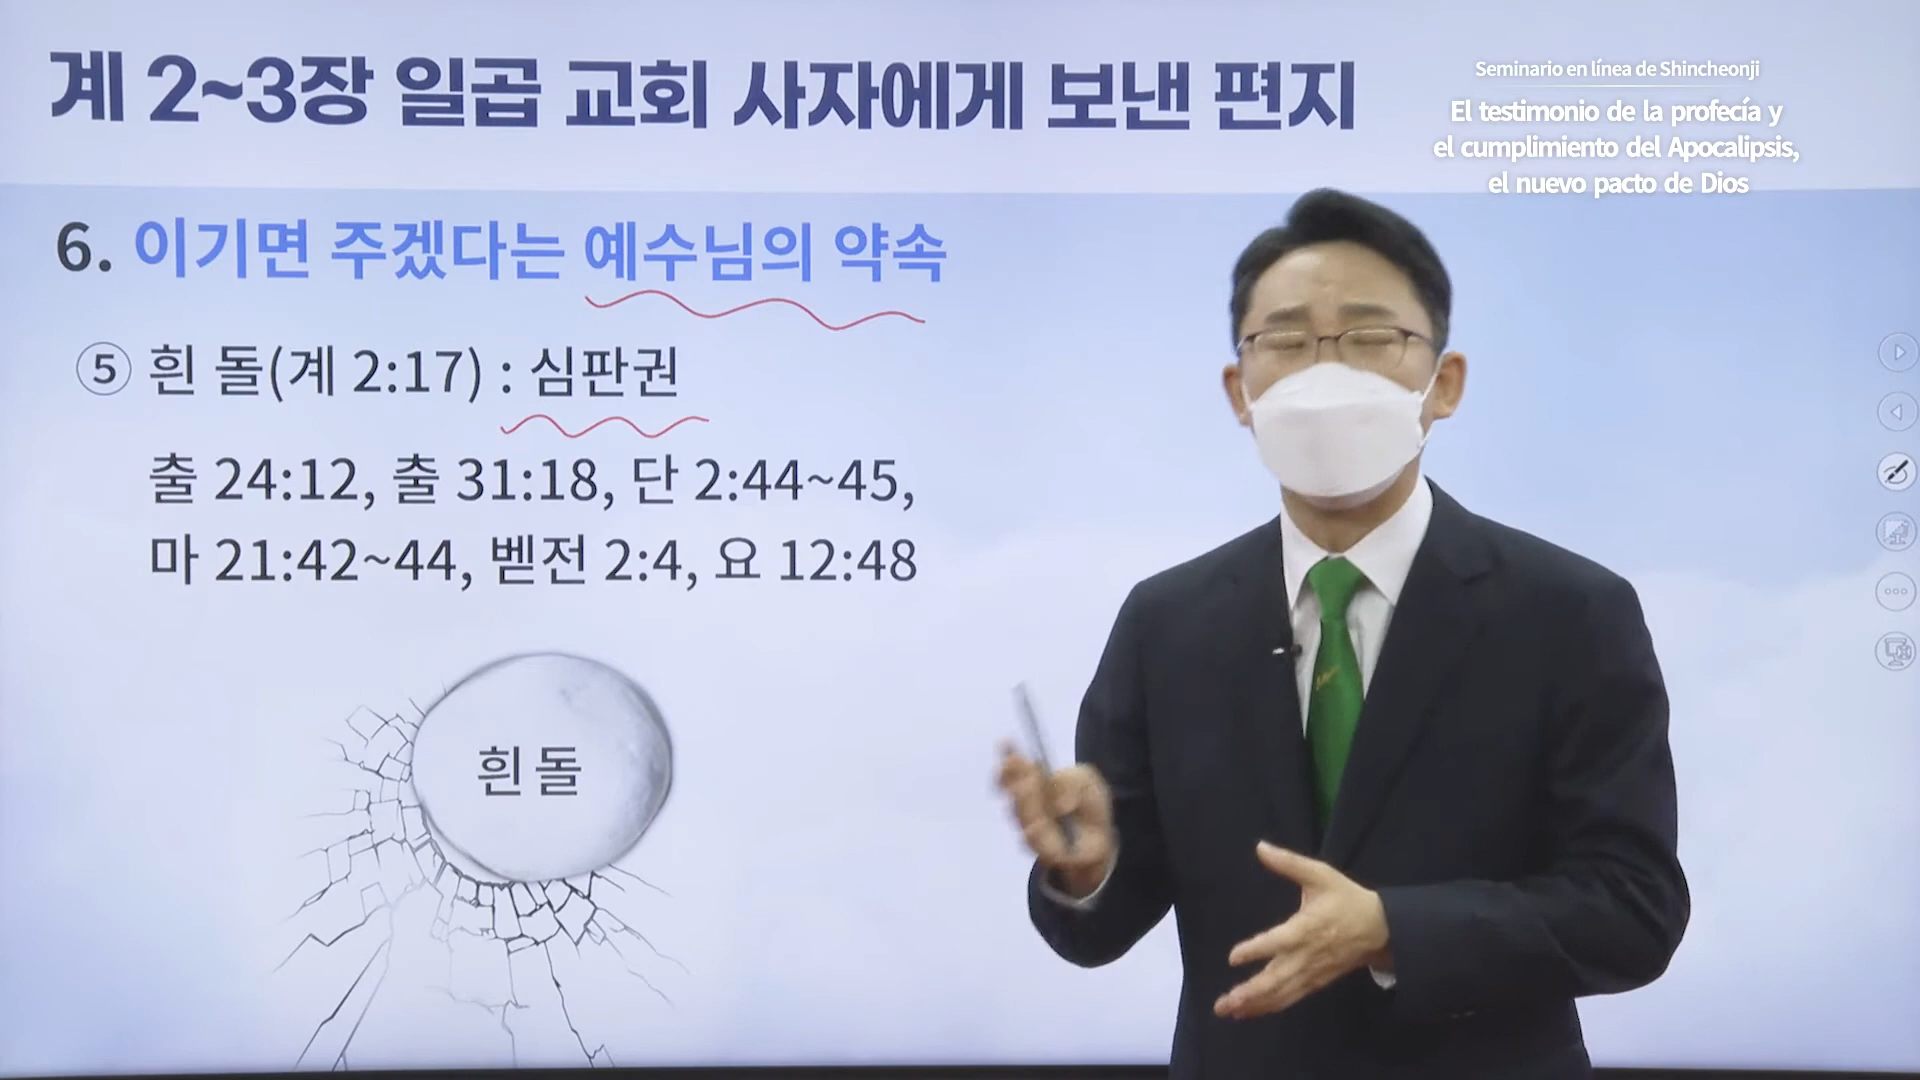 계 2~3장 일곱 교회 사자에게 보낸 편지
Seminario en línea de Shincheonji
El testimonio de la profecía y
el cumplimiento del Apocalipsis,
el nuevo pacto de Dios
6. 이기면 주겠다는 예수님의 약속
⑤ 흰 돌(계 2:17) : 심판권
출 24:12, 출 31:18, 단 2:44~45,
마 21:42~44, 벧전 2:4, 요 12:48
흰 돌